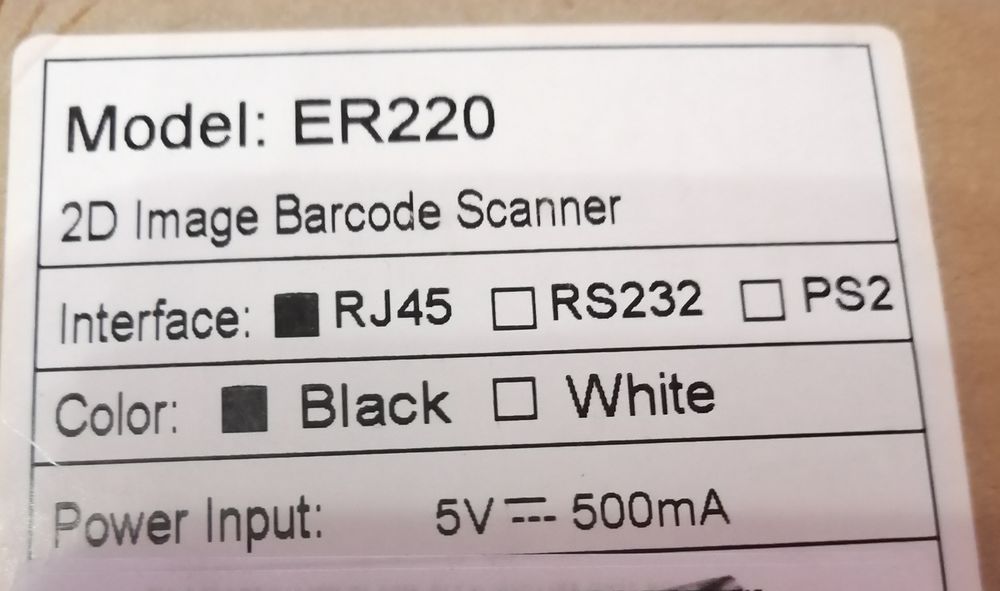 Model: ER220
2D Image Barcode Scanner
Interface: ■ RJ45 □ RS232 □ PS2
Color: ■ Black □ White
Power Input: 5V ⎓ 500mA